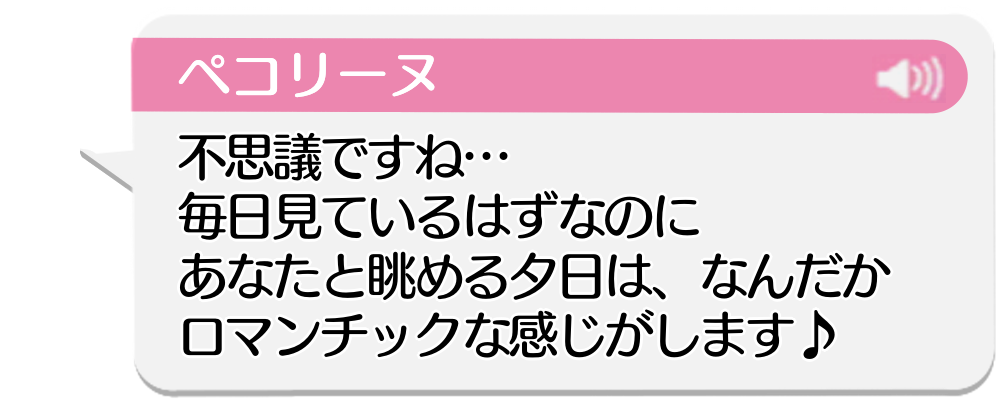 ペコリーヌ
不思議ですね…
毎日見ているはずなのに
あなたと眺める夕日は、なんだか
ロマンチックな感じがします♪